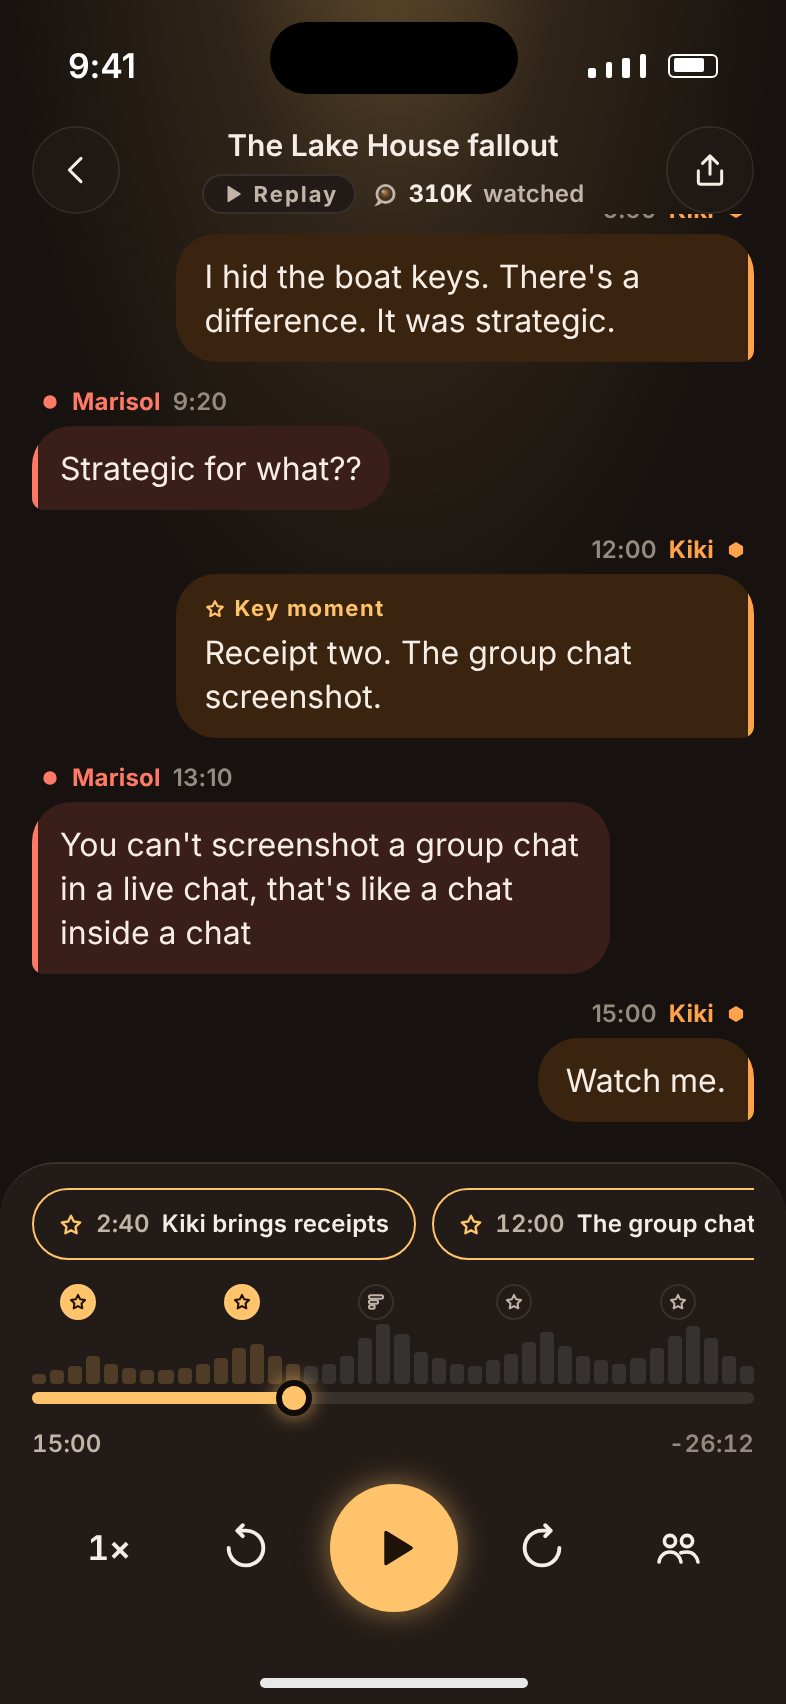 9:41
The Lake House fallout
Replay 310K watched
Kiki
I hid the boat keys. There's a
difference. It was strategic.
Marisol 9:20
Strategic for what??
12:00 Kiki
Key moment
Receipt two. The group chat
screenshot.
Marisol 13:10
You can't screenshot a group chat
in a live chat, that's like a chat
inside a chat
15:00 Kiki
Watch me.
2:40 Kiki brings receipts
12:00 The group chat
15:00
-26:12
1×